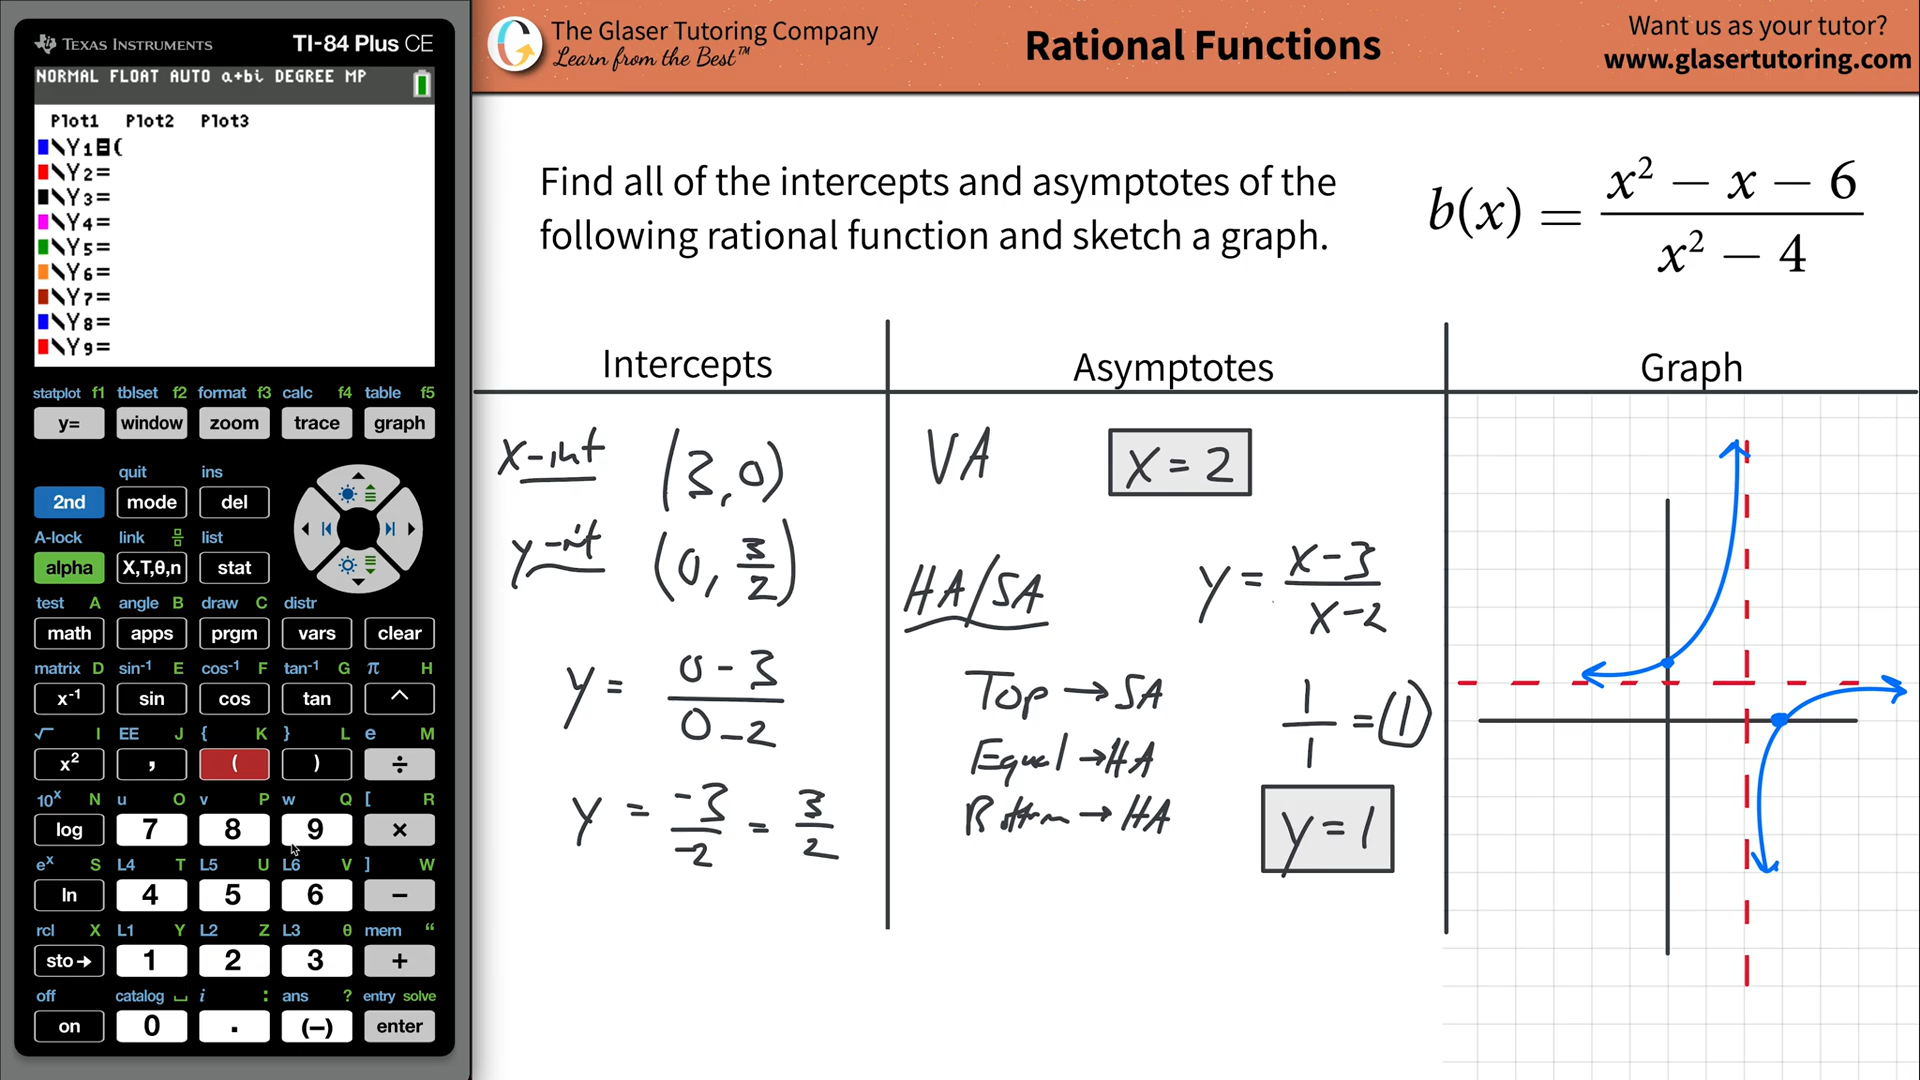 TEXAS INSTRUMENTS TI-84 Plus CE
NORMAL FLOAT AUTO a+bi DEGREE MP
Plot1 Plot2 Plot3
\Y1=(
\Y2=
\Y3=
\Y4=
\Y5=
\Y6=
\Y7=
\Y8=
\Y9=
statplot f1 tblset f2 format f3 calc f4 table f5
y= window zoom trace graph
quit ins
2nd mode del
A-lock link list
alpha X,T,θ,n stat
test A angle B draw C distr
math apps prgm vars clear
matrix D sin⁻¹ E cos⁻¹ F tan⁻¹ G π H
x⁻¹ sin cos tan ^
√ I EE J { K } L e M
x² , ( ) ÷
10ˣ N u O v P w Q [ R
log 7 8 9 ×
eˣ S L4 T L5 U L6 V ] W
ln 4 5 6 −
rcl X L1 Y L2 Z L3 θ mem "
sto→ 1 2 3 +
off catalog ⎵ i : ans ? entry solve
on 0 . (−) enter
The Glaser Tutoring Company
Learn from the Best™
Rational Functions
Want us as your tutor?
www.glasertutoring.com
Find all of the intercepts and asymptotes of the
following rational function and sketch a graph.
b(x) = (x² − x − 6)/(x² − 4)
Intercepts
x-int (3,0)
y-int (0, 3/2)
y = (0-3)/(0-2)
y = -3/-2 = 3/2
Asymptotes
VA x=2
HA/SA y = (x-3)/(x-2)
Top → SA
Equal → HA
Bottom → HA
1/1 = 1
y=1
Graph